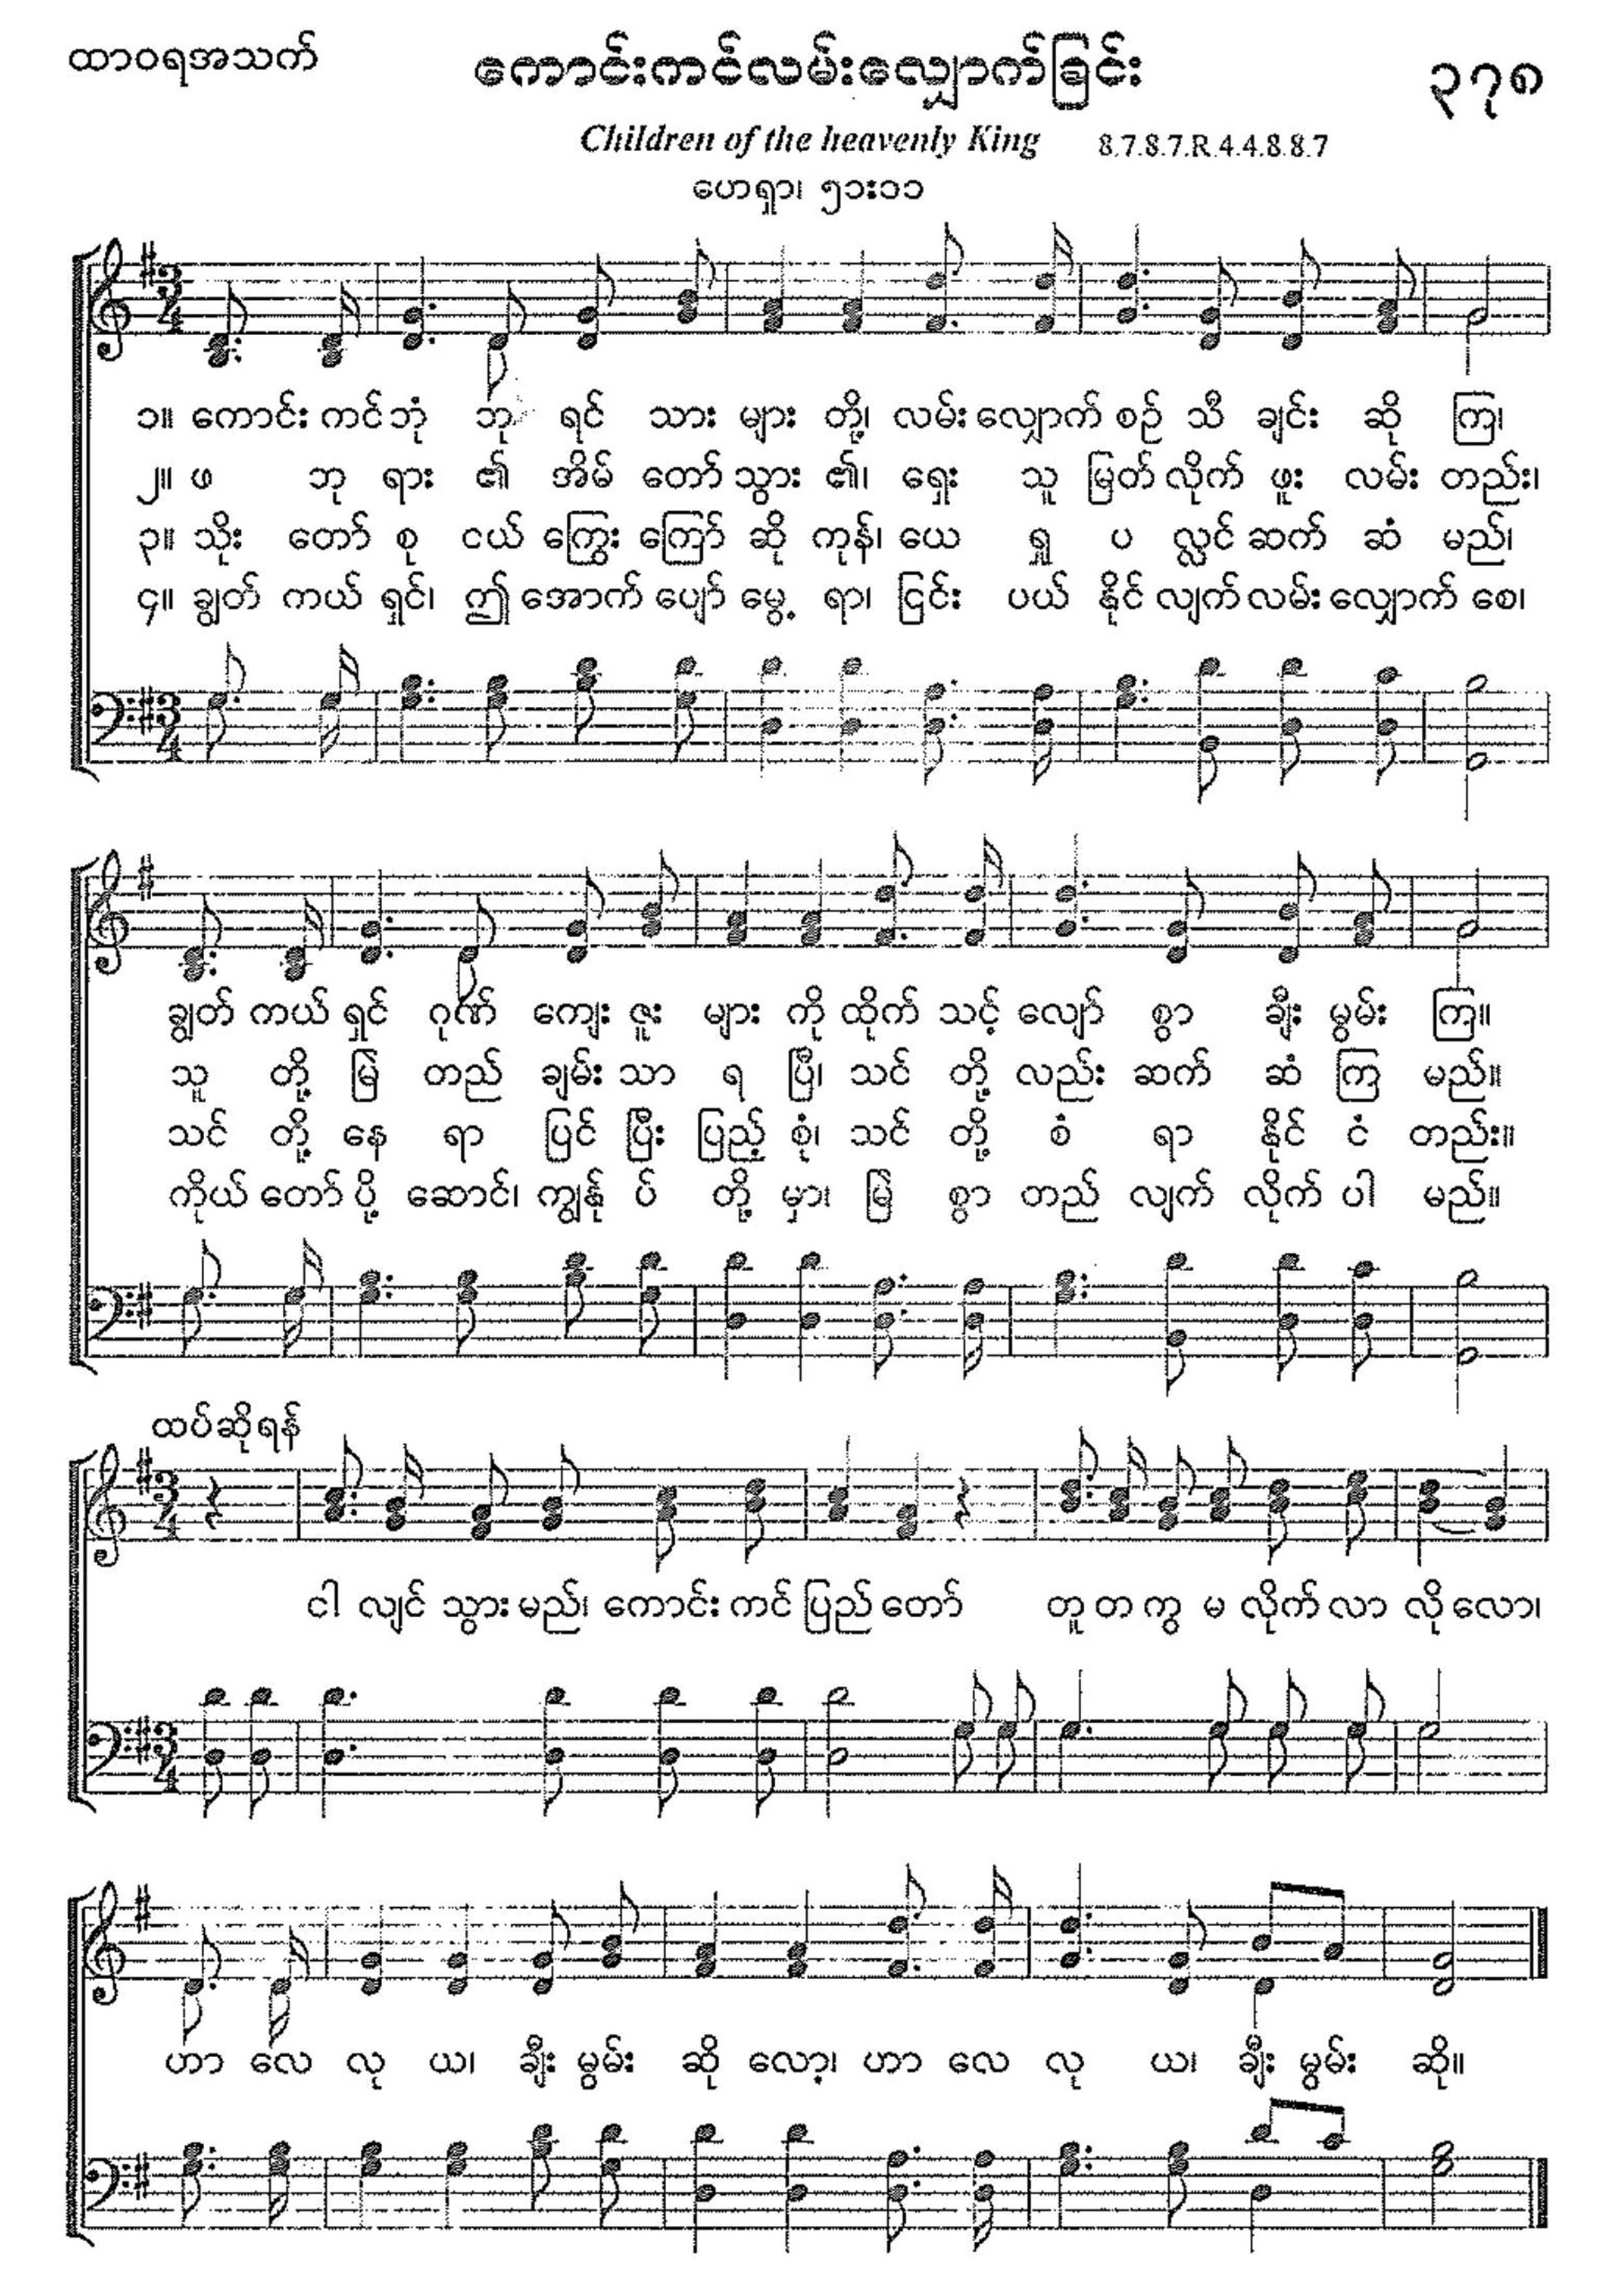 ထာဝရအသက်
ကောင်းကင်လမ်းလျှောက်ခြင်း
၃၇၈
Children of the heavenly King 8.7.8.7.R.4.4.8.8.7
ဟေရှာ၊ ၅၁း၁၁
၁။ ကောင်း ကင် ဘုံ ဘု ရင် သား များ တို့၊ လမ်း လျှောက် စဉ် သီ ချင်း ဆို ကြ၊
၂။ ဖ ဘု ရား ၏ အိမ် တော် သွား ၏၊ ရှေး သူ မြတ် လိုက် ဖူး လမ်း တည်း၊
၃။ သိုး တော် စု ငယ် ကြွေး ကြော် ဆို ကုန်၊ ယေ ရှု ပ လ္လင် ဆက် ဆံ မည်၊
၄။ ချွတ် ကယ် ရှင်၊ ဤ အောက် ပျော် မွေ့ ရာ၊ ငြင်း ပယ် နိုင် လျက် လမ်း လျှောက် စေ၊
ချွတ် ကယ် ရှင် ဂုဏ် ကျေး ဇူး များ ကို ထိုက် သင့် လျော် စွာ ချီး မွမ်း ကြ။
သူ တို့ မြဲ တည် ချမ်း သာ ရ ပြီ၊ သင် တို့ လည်း ဆက် ဆံ ကြ မည်။
သင် တို့ နေ ရာ ပြင် ပြီး ပြည့် စုံ၊ သင် တို့ စံ ရာ နိုင် ငံ တည်း။
ကိုယ် တော် ပို့ ဆောင်၊ ကျွန်ု ပ် တို့ မှာ၊ မြဲ စွာ တည် လျက် လိုက် ပါ မည်။
ထပ်ဆိုရန်
ငါ လျင် သွား မည်၊ ကောင်း ကင် ပြည် တော် တူ တ ကွ မ လိုက် လာ လို လော၊
ဟာ လေ လု ယ၊ ချီး မွမ်း ဆို လော့၊ ဟာ လေ လု ယ၊ ချီး မွမ်း ဆို။